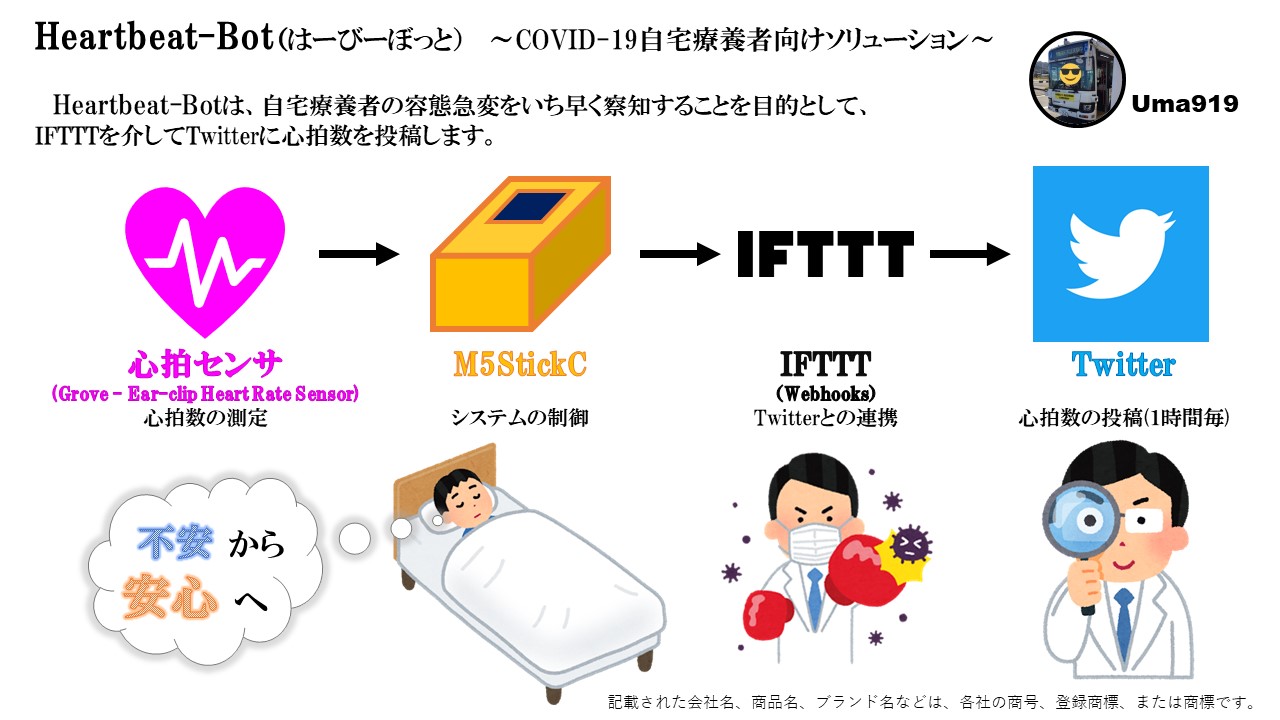 Heartbeat-Bot(はーびーぼっと) ～COVID-19自宅療養者向けソリューション～
Uma919
Heartbeat-Botは、自宅療養者の容態急変をいち早く察知することを目的として、
IFTTTを介してTwitterに心拍数を投稿します。
IFTTT
心拍センサ
(Grove - Ear-clip Heart Rate Sensor)
心拍数の測定
M5StickC
システムの制御
IFTTT
(Webhooks)
Twitterとの連携
Twitter
心拍数の投稿(1時間毎)
不安 から
安心 へ
記載された会社名、商品名、ブランド名などは、各社の商号、登録商標、または商標です。